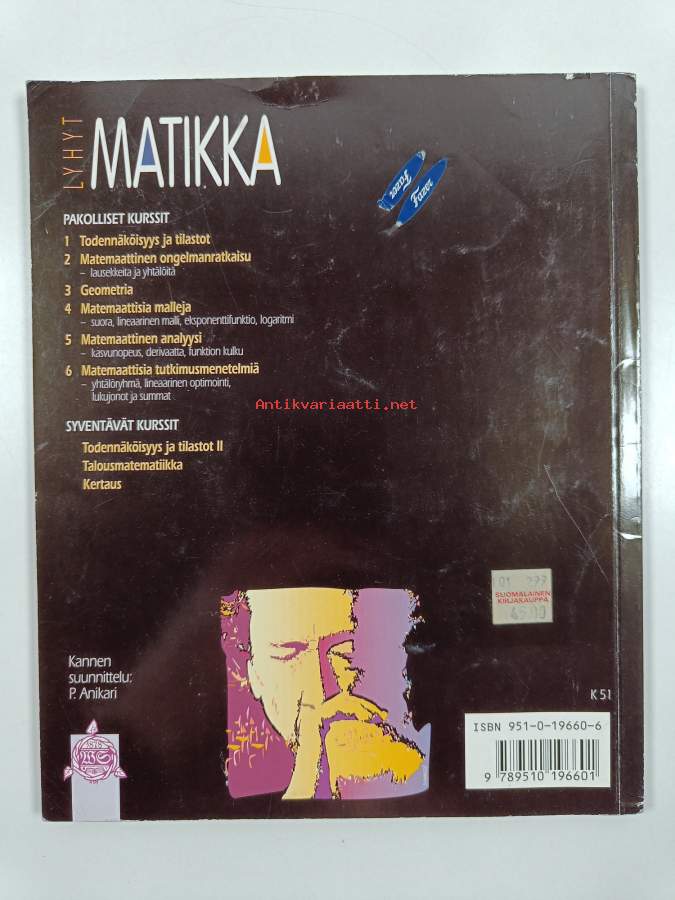 LYHYT
MATIKKA
Fazer
Fazer
PAKOLLISET KURSSIT
1 Todennäköisyys ja tilastot
2 Matemaattinen ongelmanratkaisu
– lausekkeita ja yhtälöitä
3 Geometria
4 Matemaattisia malleja
– suora, lineaarinen malli, eksponenttifunktio, logaritmi
5 Matemaattinen analyysi
– kasvunopeus, derivaatta, funktion kulku
6 Matemaattisia tutkimusmenetelmiä
– yhtälöryhmä, lineaarinen optimointi,
lukujonot ja summat
Antikvariaatti.net
SYVENTÄVÄT KURSSIT
Todennäköisyys ja tilastot II
Talousmatematiikka
Kertaus
SUOMALAINEN
KIRJAKAUPPA
Kannen
suunnittelu:
P. Anikari
K 51
ISBN 951-0-19660-6
9 789510 196601